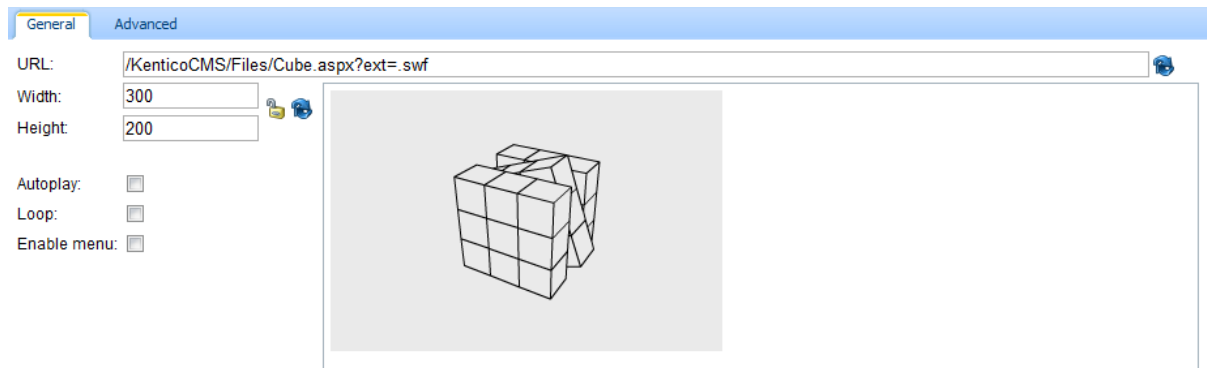 General Advanced
URL: /KenticoCMS/Files/Cube.aspx?ext=.swf
Width: 300
Height: 200
Autoplay:
Loop:
Enable menu: